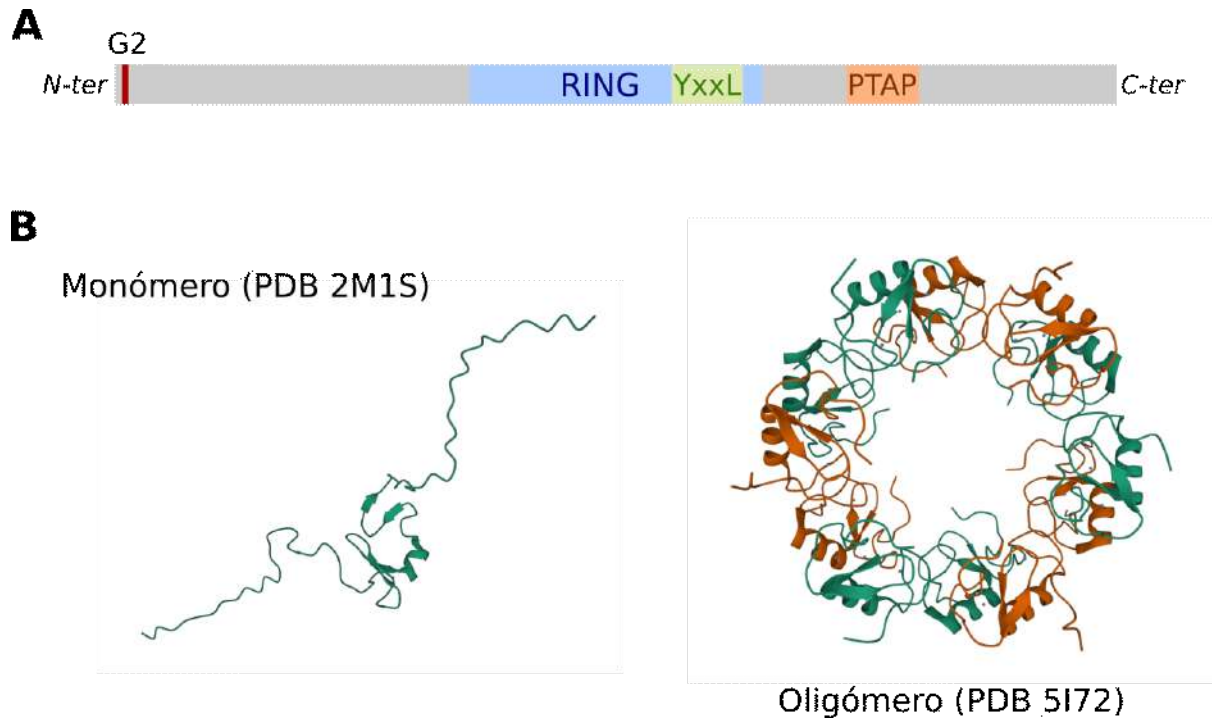 A
G2
N-ter RING YxxL PTAP C-ter
B
Monómero (PDB 2M1S)
Oligómero (PDB 5I72)